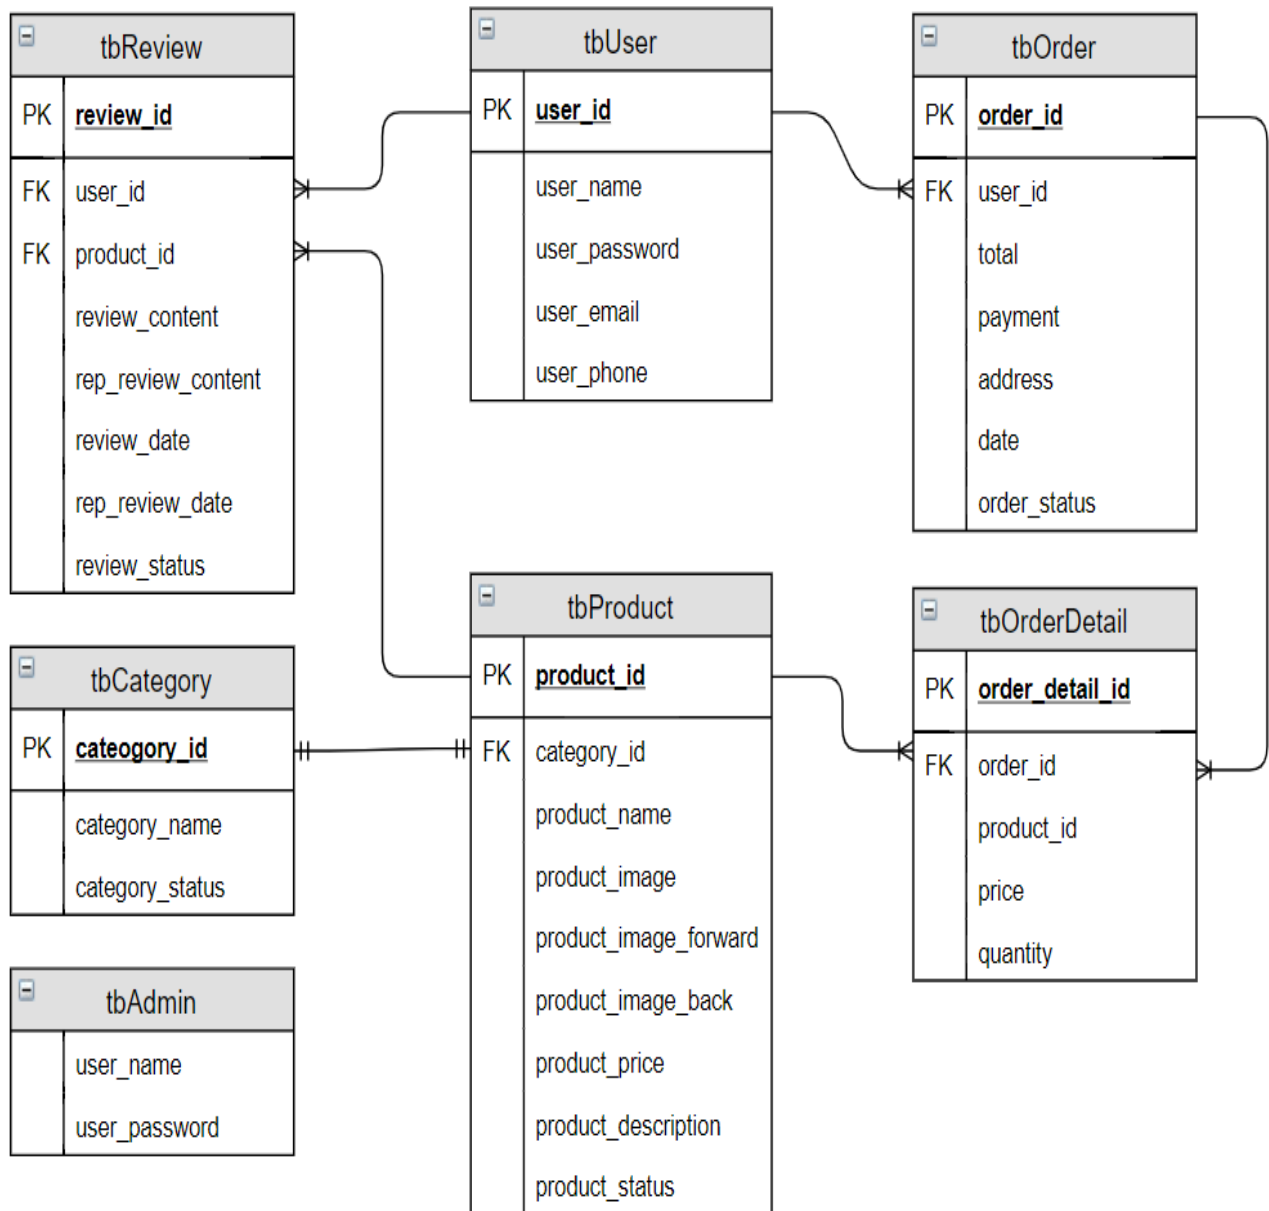 tbReview
PK review_id
FK user_id
FK product_id
review_content
rep_review_content
review_date
rep_review_date
review_status
tbUser
PK user_id
user_name
user_password
user_email
user_phone
tbOrder
PK order_id
FK user_id
total
payment
address
date
order_status
tbCategory
PK cateogory_id
category_name
category_status
tbProduct
PK product_id
FK category_id
product_name
product_image
product_image_forward
product_image_back
product_price
product_description
product_status
tbOrderDetail
PK order_detail_id
FK order_id
product_id
price
quantity
tbAdmin
user_name
user_password